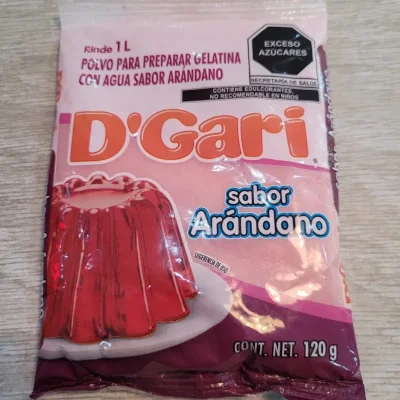 Rinde 1 L
POLVO PARA PREPARAR GELATINA
CON AGUA SABOR ARÁNDANO
EXCESO
AZÚCARES
SECRETARÍA DE SALUD
CONTIENE EDULCORANTES,
NO RECOMENDABLE EN NIÑOS
D'Gari
sabor
Arándano
SUGERENCIA DE USO
CONT. NET. 120 g